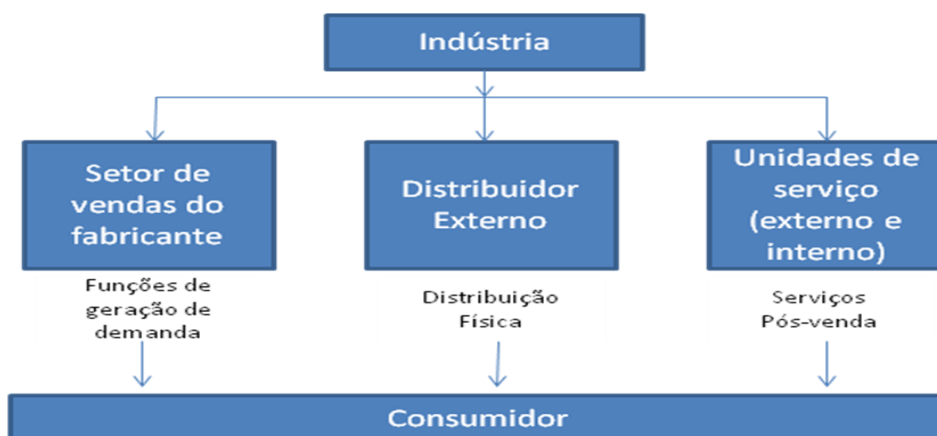 Indústria
Setor de
vendas do
fabricante
Distribuidor
Externo
Unidades de
serviço
(externo e
interno)
Funções de
geração de
demanda
Distribuição
Física
Serviços
Pós-venda
Consumidor